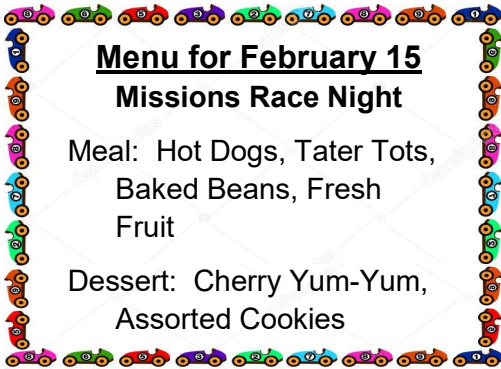 Menu for February 15
Missions Race Night
Meal:  Hot Dogs, Tater Tots,
Baked Beans, Fresh
Fruit
Dessert:  Cherry Yum-Yum,
Assorted Cookies